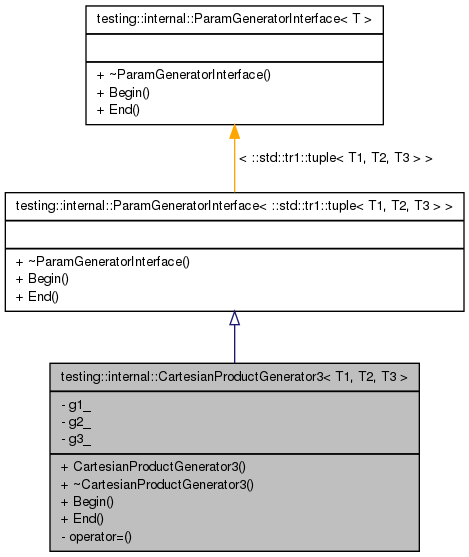 testing::internal::ParamGeneratorInterface< T >
+ ~ParamGeneratorInterface()
+ Begin()
+ End()
< ::std::tr1::tuple< T1, T2, T3 > >
testing::internal::ParamGeneratorInterface< ::std::tr1::tuple< T1, T2, T3 > >
+ ~ParamGeneratorInterface()
+ Begin()
+ End()
testing::internal::CartesianProductGenerator3< T1, T2, T3 >
- g1_
- g2_
- g3_
+ CartesianProductGenerator3()
+ ~CartesianProductGenerator3()
+ Begin()
+ End()
- operator=()